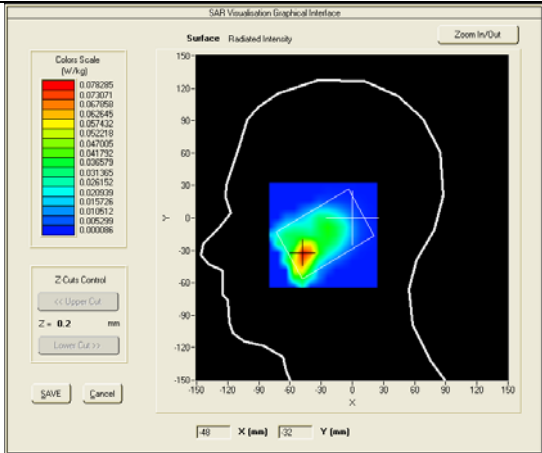 SAR Visualisation Graphical Interface
Surface Radiated Intensity
Zoom In/Out
Colors Scale
(W/kg)
0.078285
0.073071
0.067858
0.062645
0.057432
0.052218
0.047005
0.041792
0.036579
0.031365
0.026152
0.020939
0.015726
0.010512
0.005299
0.000086
Z Cuts Control
<< Upper Cut
Z = 0.2 mm
Lower Cut >>
SAVE Cancel
150-
120-
90-
60-
30-
0-
-30-
-60-
-90-
-120-
-150-
Y
-150 -120 -90 -60 -30 0 30 60 90 120 150
X
-48 X (mm) -32 Y (mm)